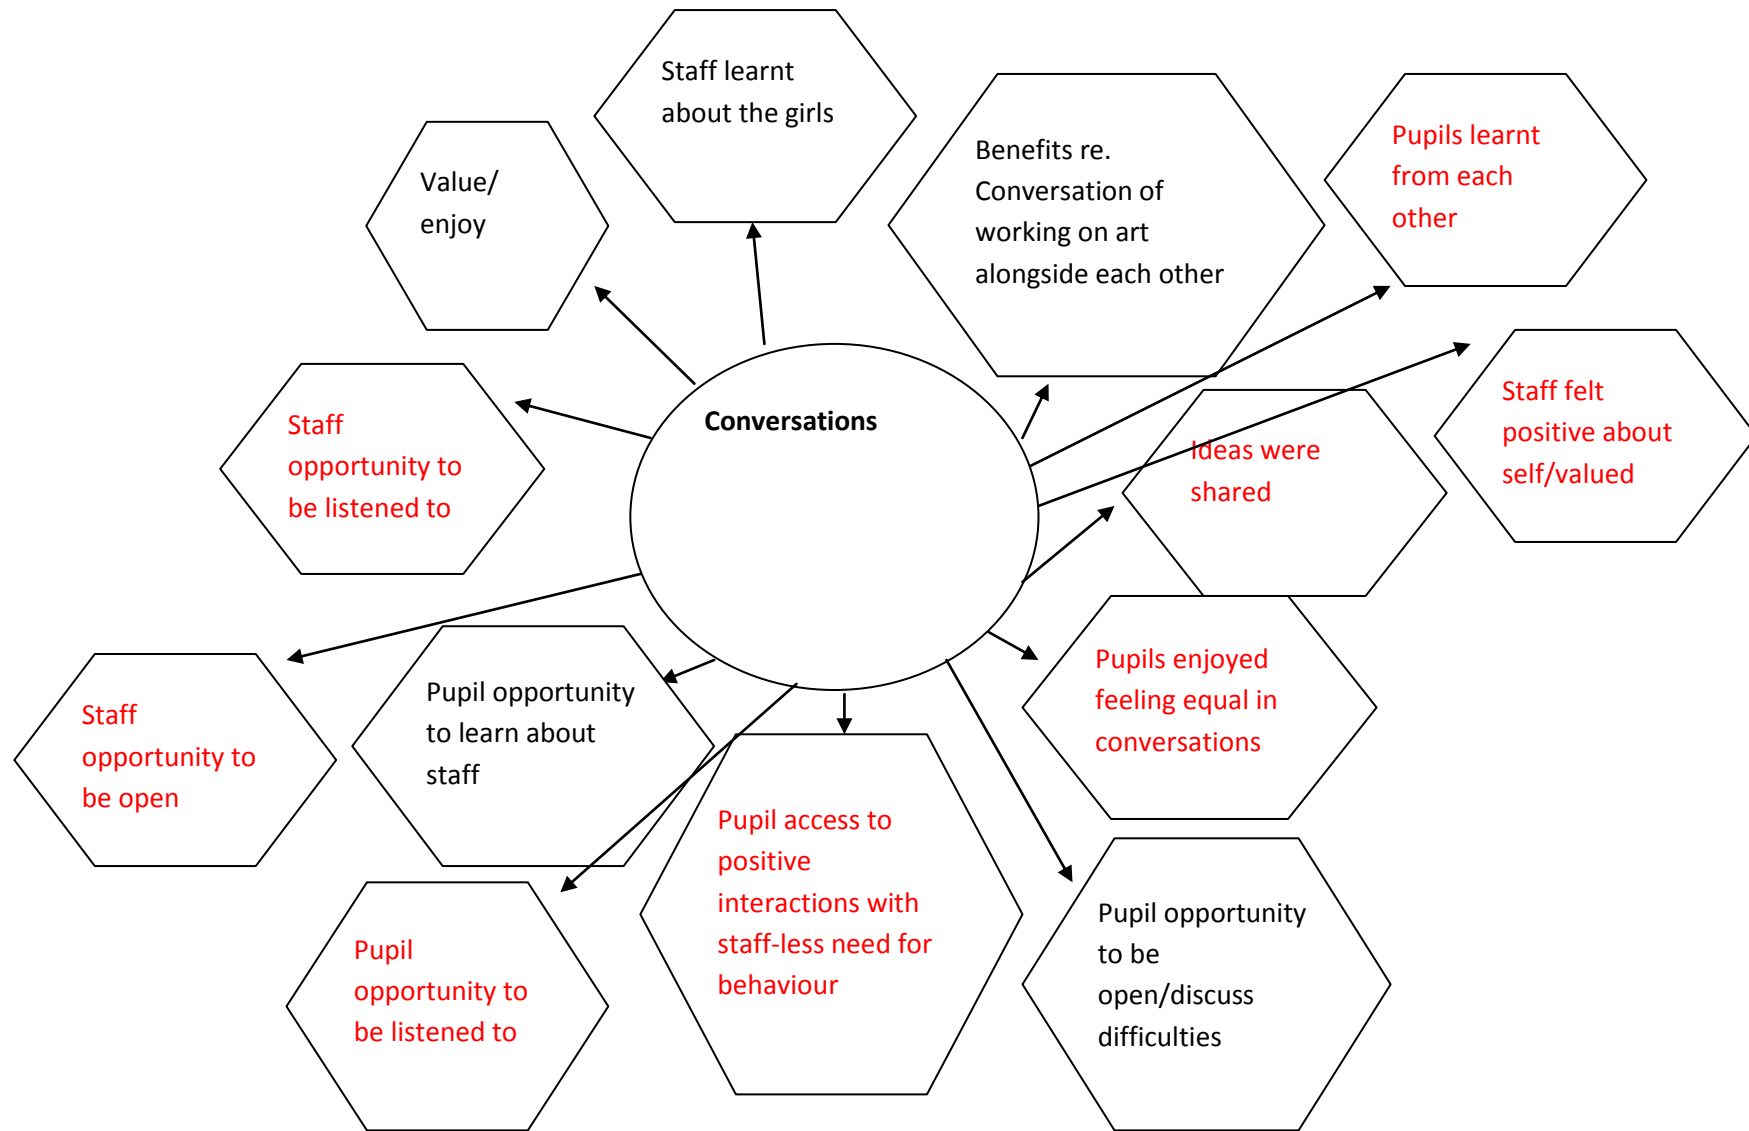 Staff learnt
about the girls
Value/
enjoy
Benefits re.
Conversation of
working on art
alongside each other
Pupils learnt
from each
other
Staff
opportunity to
be listened to
Conversations
Ideas were
shared
Staff felt
positive about
self/valued
Staff
opportunity to
be open
Pupil opportunity
to learn about
staff
Pupils enjoyed
feeling equal in
conversations
Pupil
opportunity to
be listened to
Pupil access to
positive
interactions with
staff-less need for
behaviour
Pupil opportunity
to be
open/discuss
difficulties